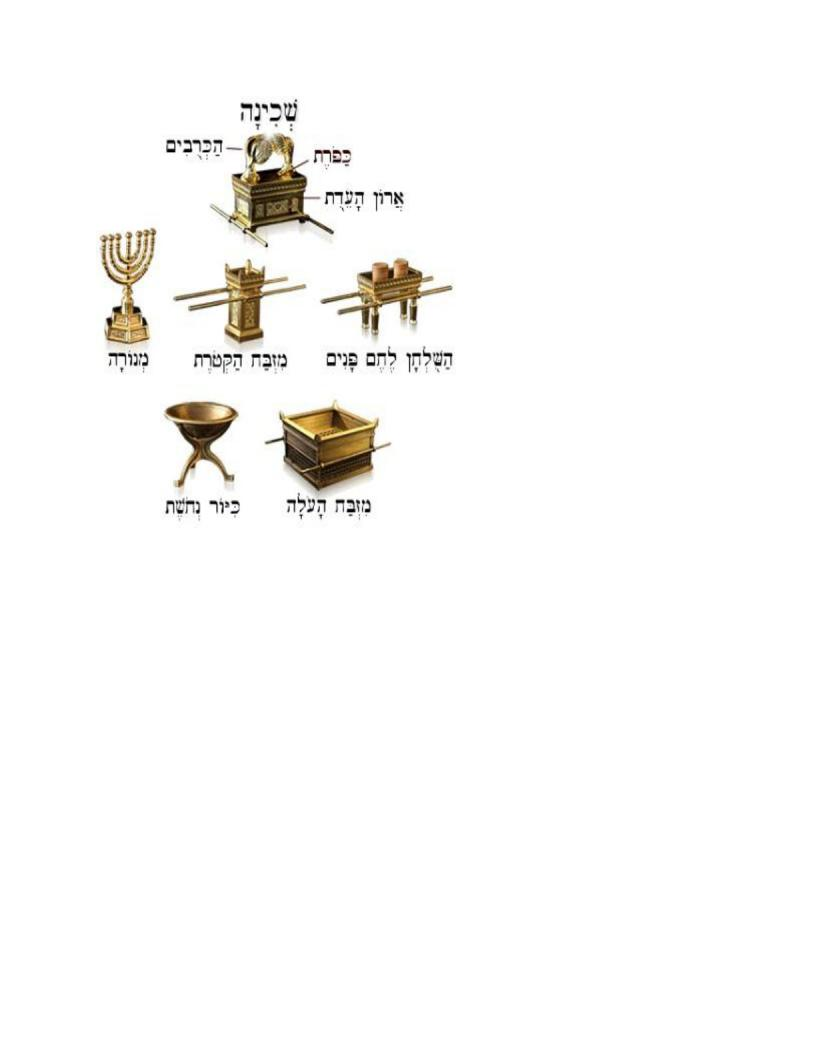 שְׁכִינָה
הַכְּרֻבִים
כַּפֹּרֶת
אֲרוֹן הָעֵדֻת
הַשֻּׁלְחָן לֶחֶם פָּנִים
מִזְבַּח הַקְּטֹרֶת
מְנוֹרָה
מִזְבַּח הָעֹלָה
כִּיּוֹר נְחֹשֶׁת